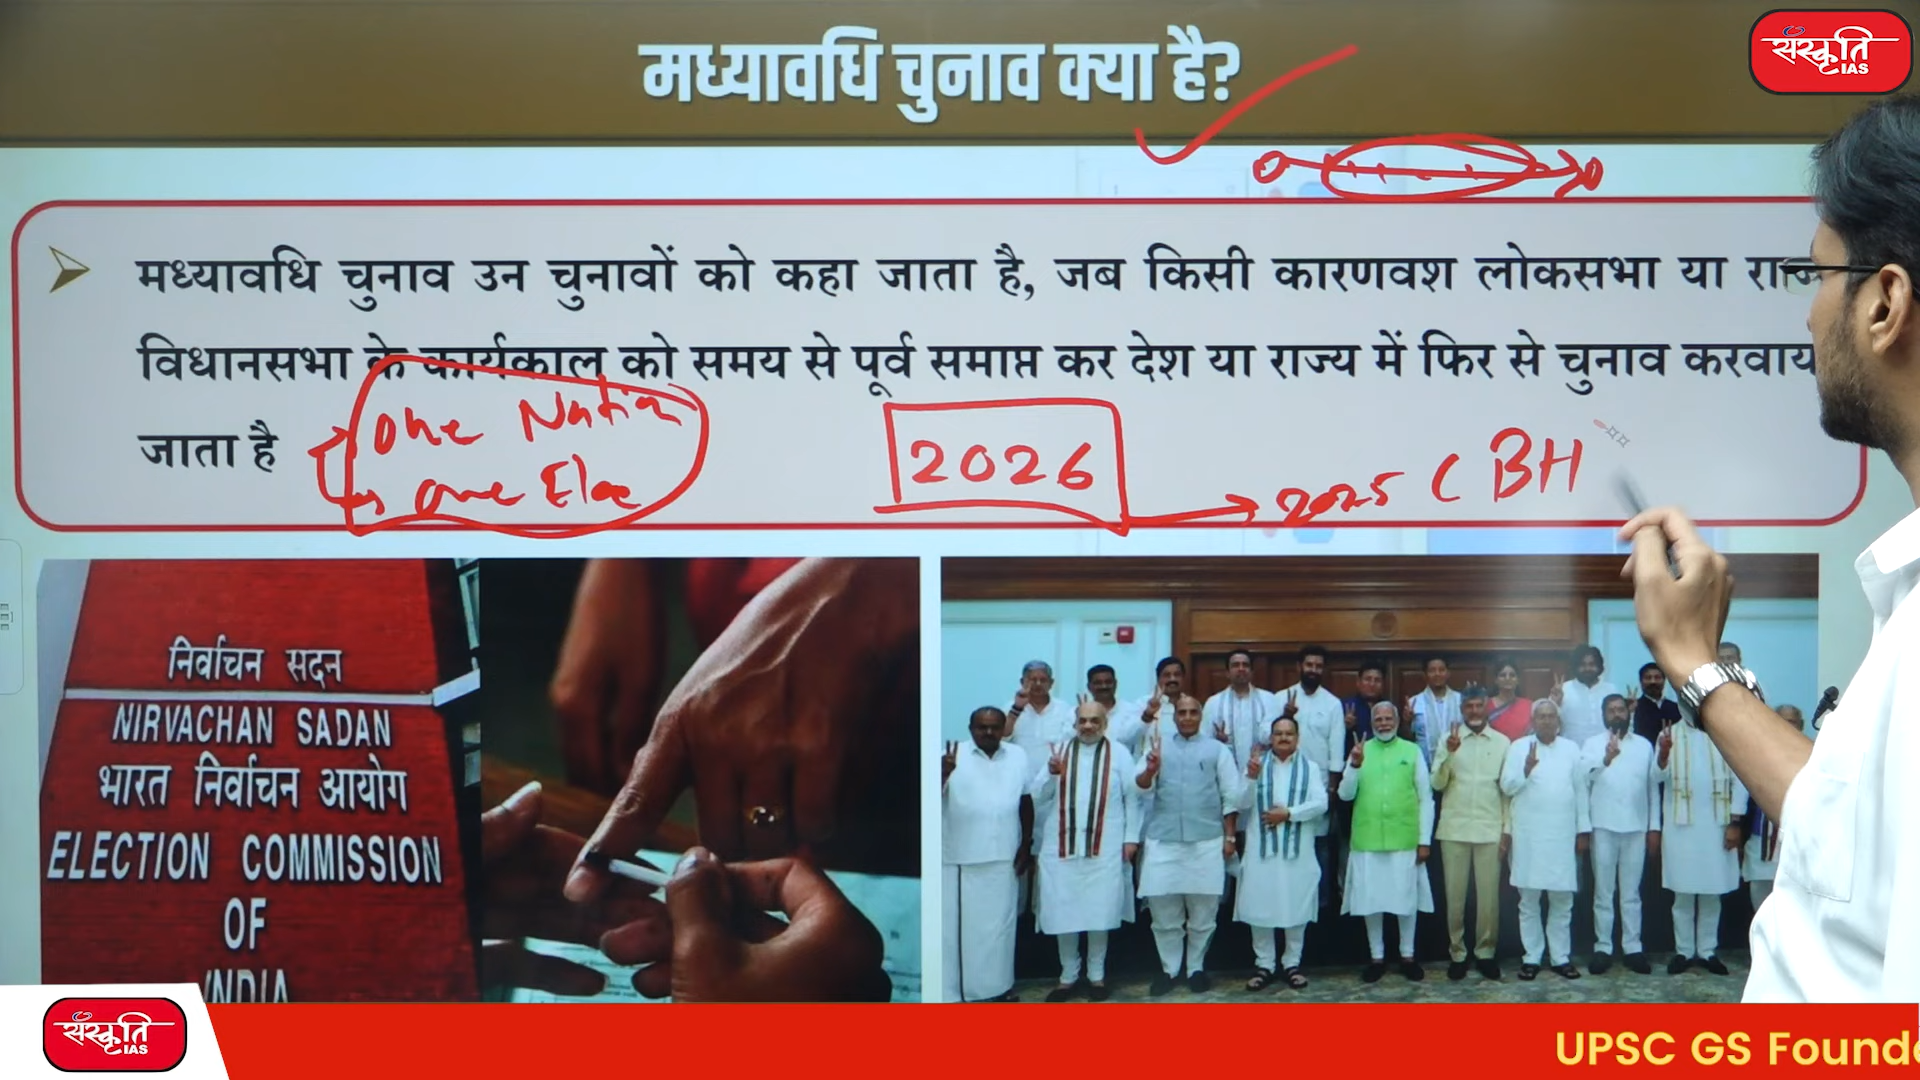 मध्यावधि चुनाव क्या है?
संस्कृति
IAS
मध्यावधि चुनाव उन चुनावों को कहा जाता है, जब किसी कारणवश लोकसभा या
विधानसभा के कार्यकाल को समय से पूर्व समाप्त कर देश या राज्य में फिर से चुनाव करवाय
जाता है
One Nation
One Elec
2026
2025 ( BH
निर्वाचन सदन
NIRVACHAN SADAN
भारत निर्वाचन आयोग
ELECTION COMMISSION
OF
INDIA
संस्कृति
IAS
UPSC GS Founda